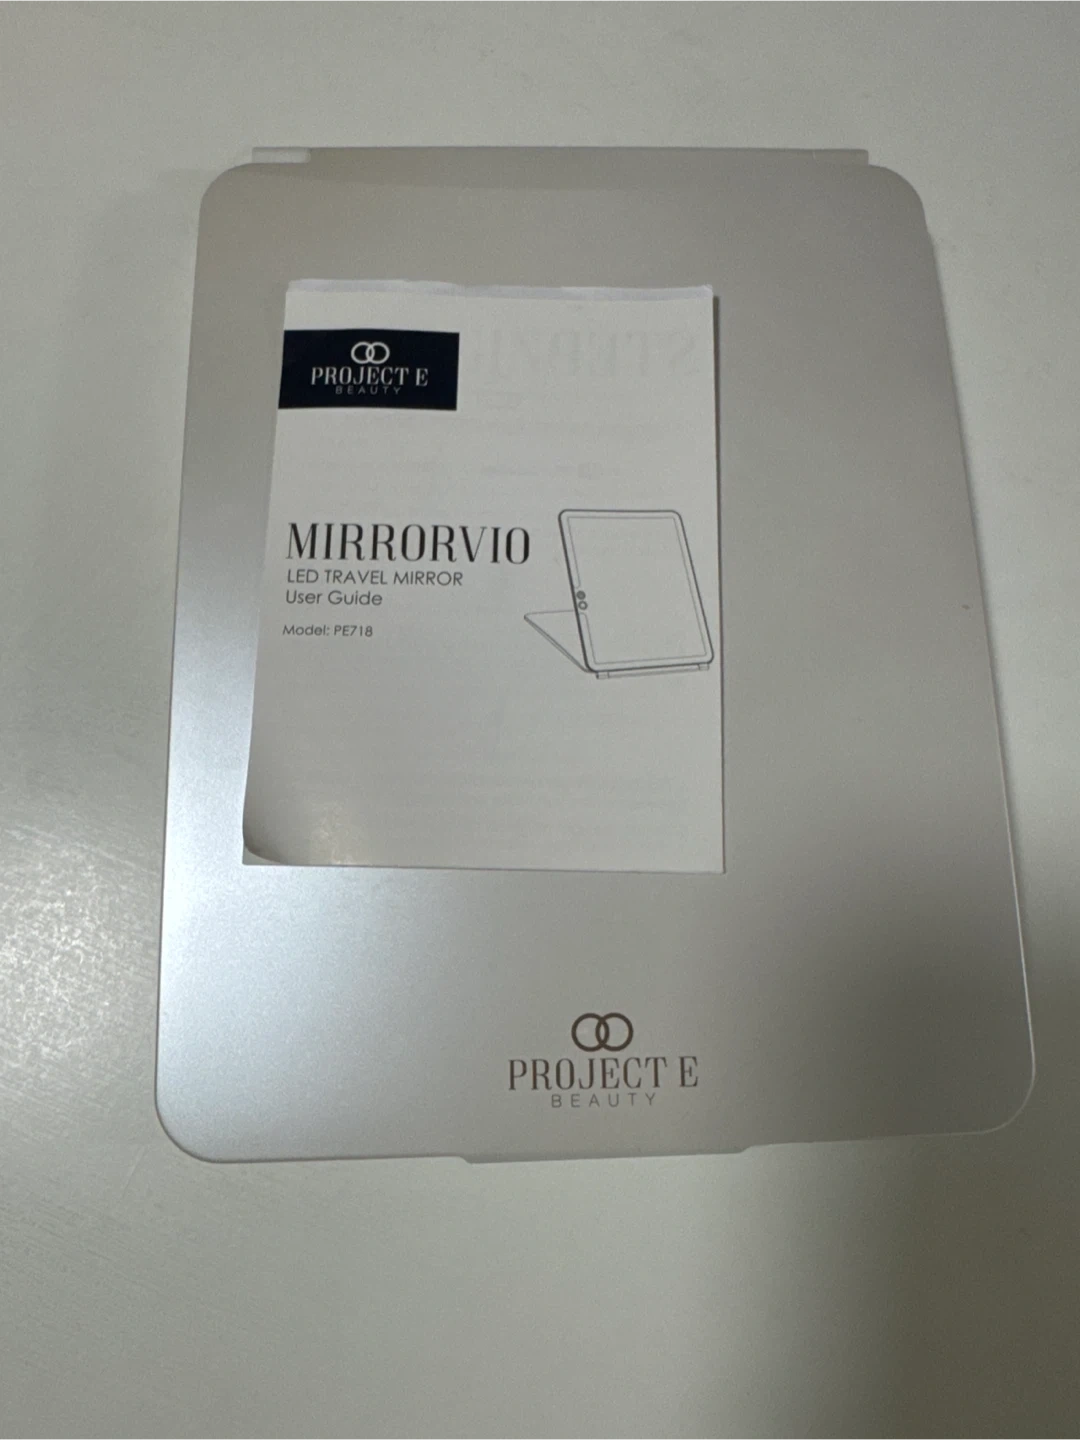 PROJECT E
BEAUTY
MIRRORVIO
LED TRAVEL MIRROR
User Guide
Model: PE718
PROJECT E
BEAUTY